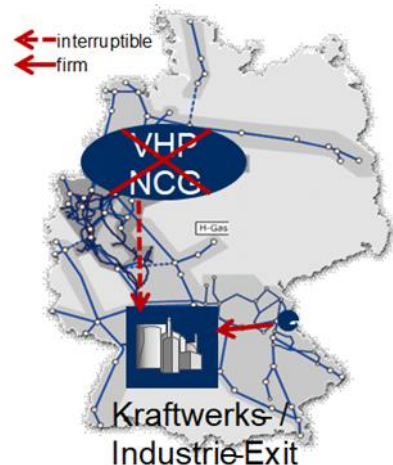 interruptible
firm
VHP
NCG
H-Gas
Kraftwerks- /
Industrie-Exit